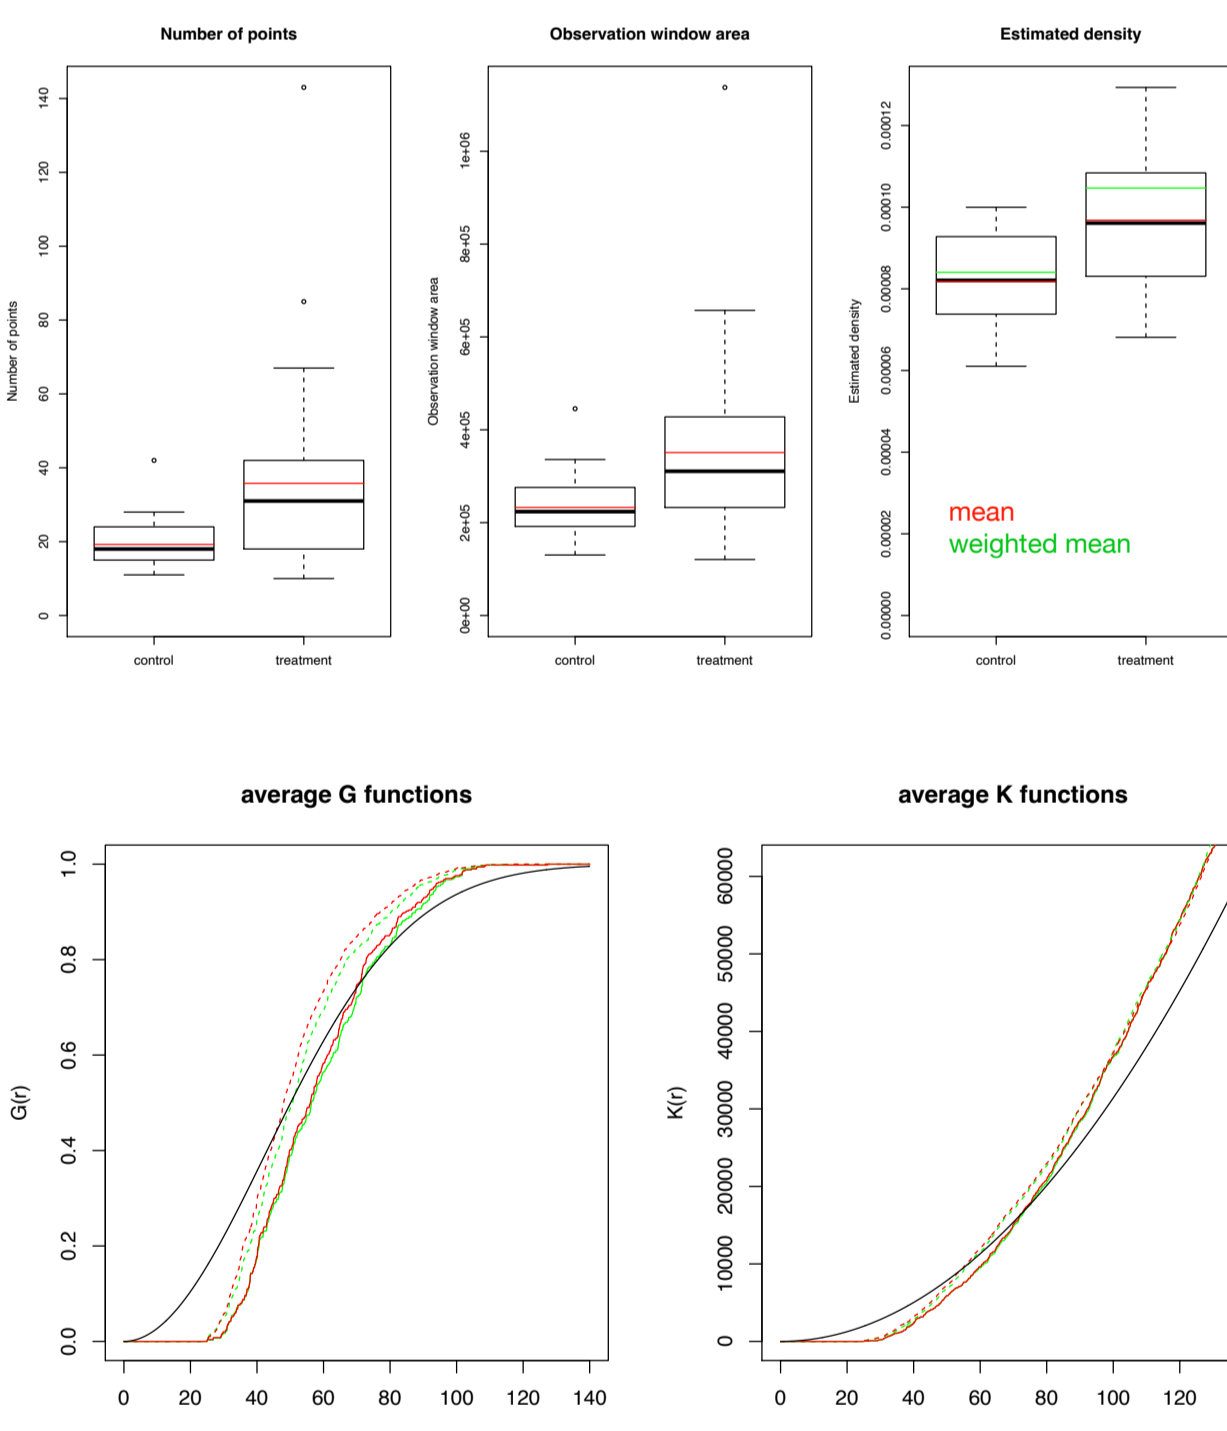 Number of points
Observation window area
Estimated density
Number of points
0
20
40
60
80
100
120
140
control
treatment
Observation window area
0e+00
2e+05
4e+05
6e+05
8e+05
1e+06
control
treatment
Estimated density
0.00000
0.00002
0.00004
0.00006
0.00008
0.00010
0.00012
mean
weighted mean
control
treatment
average G functions
average K functions
G(r)
0.0
0.2
0.4
0.6
0.8
1.0
0
20
40
60
80
100
120
140
K(r)
0
10000
20000
30000
40000
50000
60000
0
20
40
60
80
100
120